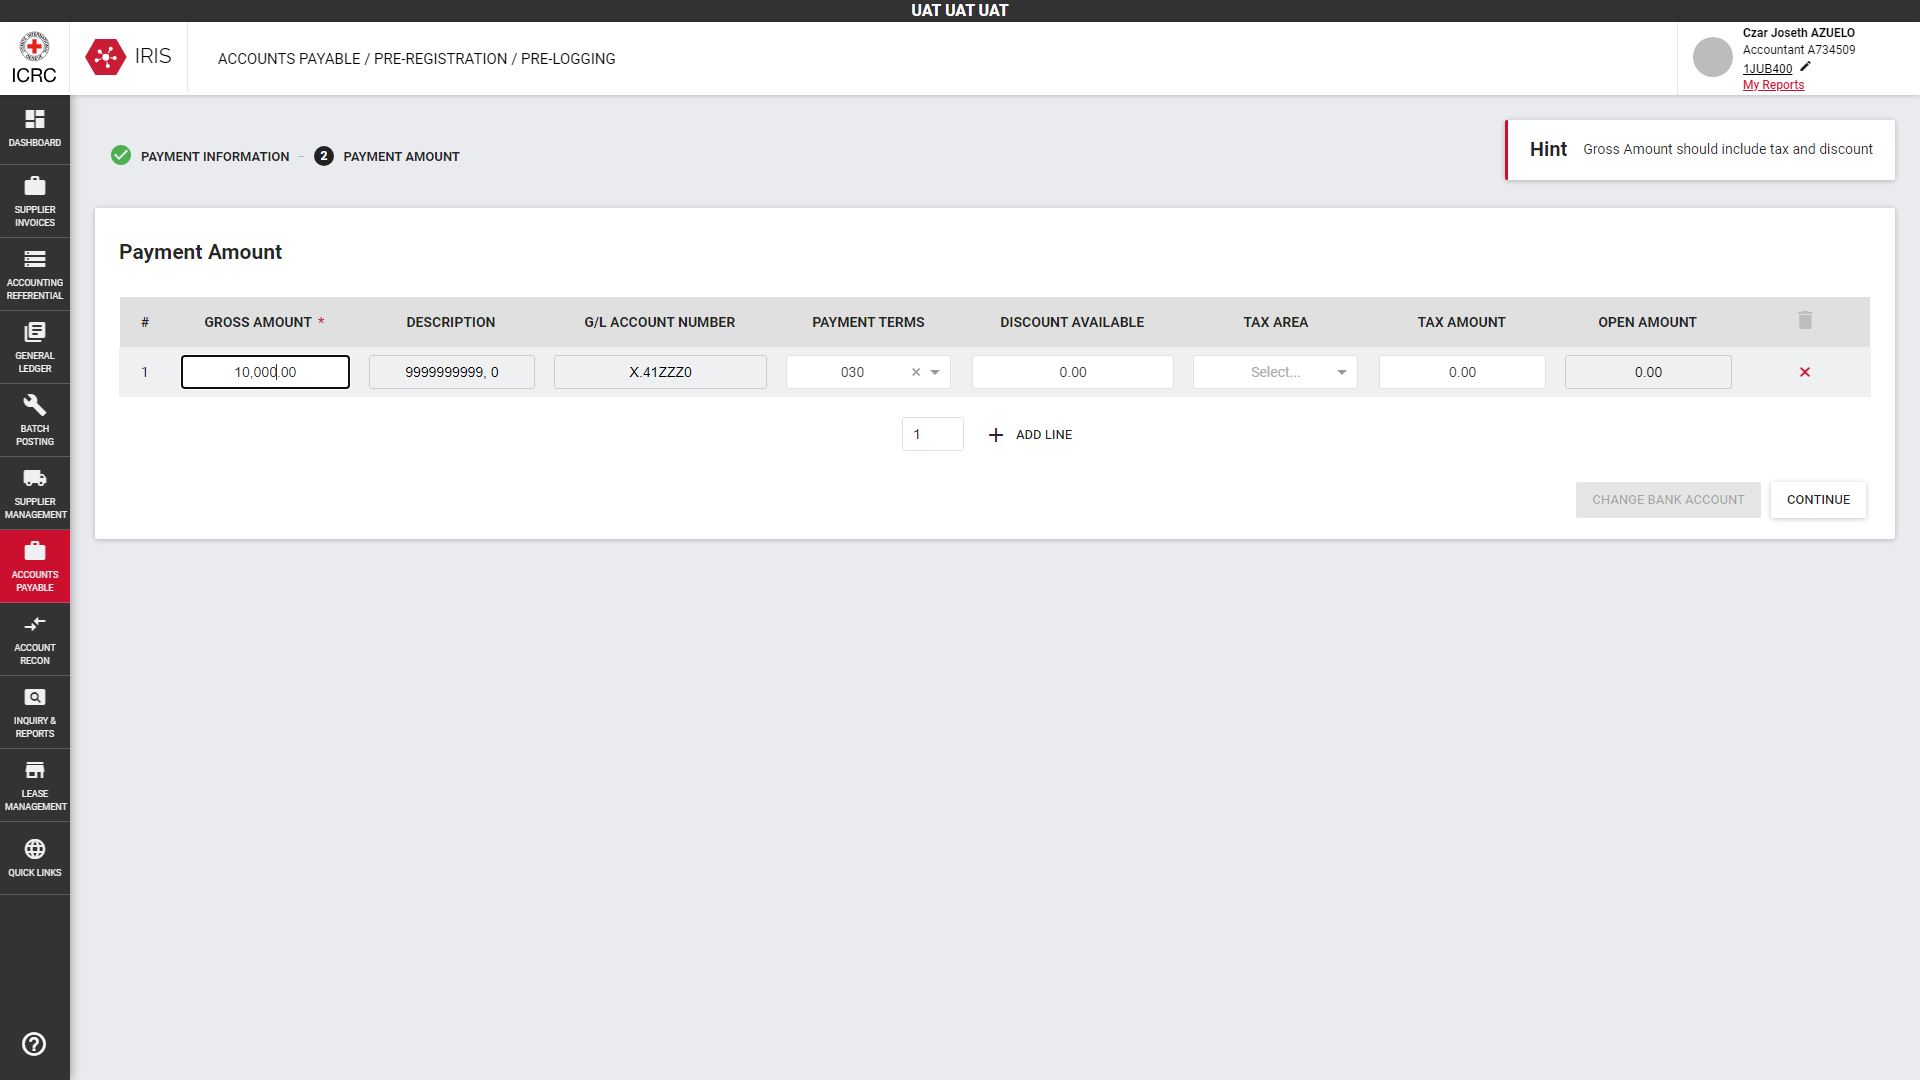 UAT UAT UAT
ICRC
IRIS
ACCOUNTS PAYABLE / PRE-REGISTRATION / PRE-LOGGING
Czar Joseth AZUELO
Accountant A734509
1JUB400
My Reports
DASHBOARD
SUPPLIER
INVOICES
ACCOUNTING
REFERENTIAL
GENERAL
LEDGER
BATCH
POSTING
SUPPLIER
MANAGEMENT
ACCOUNTS
PAYABLE
ACCOUNT
RECON
INQUIRY &
REPORTS
LEASE
MANAGEMENT
QUICK LINKS
PAYMENT INFORMATION
2 PAYMENT AMOUNT
Hint Gross Amount should include tax and discount
Payment Amount
# GROSS AMOUNT * DESCRIPTION G/L ACCOUNT NUMBER PAYMENT TERMS DISCOUNT AVAILABLE TAX AREA TAX AMOUNT OPEN AMOUNT
1 10,000.00 9999999999, 0 X.41ZZZ0 030 0.00 Select... 0.00 0.00
1 ADD LINE
CHANGE BANK ACCOUNT CONTINUE